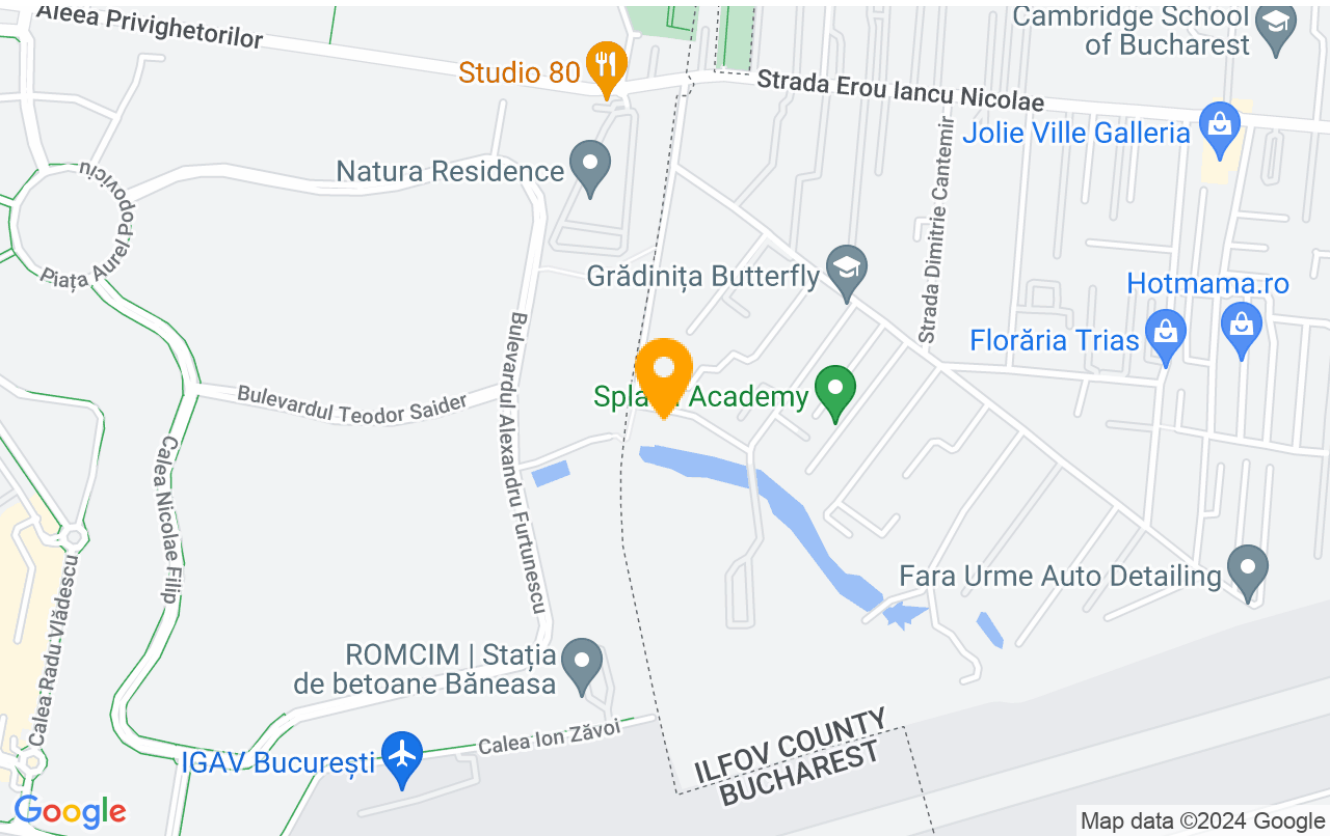 Aleea Privighetorilor
Cambridge School
of Bucharest
Studio 80
Strada Erou Iancu Nicolae
Jolie Ville Galleria
Natura Residence
Strada Dimitrie Cantemir
Piața Aurel Popoviciu
Grădinița Butterfly
Hotmama.ro
Florăria Trias
Bulevardul Teodor Saider
Bulevardul Alexandru Furtunescu
Academy
Calea Nicolae Filip
Calea Radu Vlădescu
Fara Urme Auto Detailing
ROMCIM | Stația
de betoane Băneasa
Calea Ion Zăvoi
IGAV București
ILFOV COUNTY
BUCHAREST
Google
Map data ©2024 Google